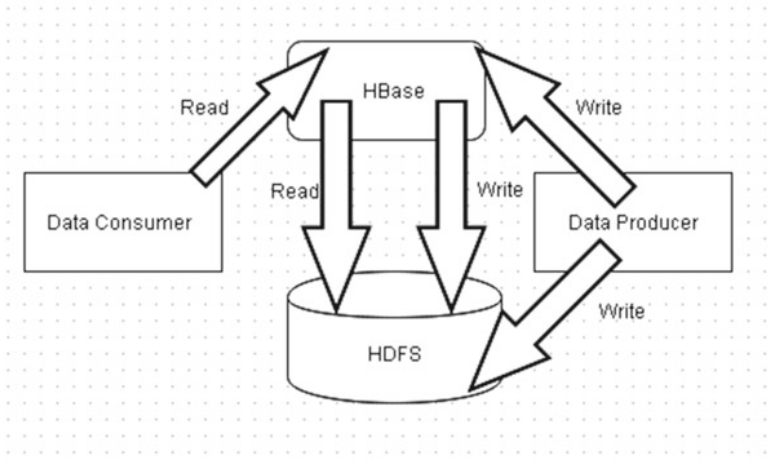 HBase
Read
Write
Read
Write
Data Consumer
Data Producer
Write
HDFS